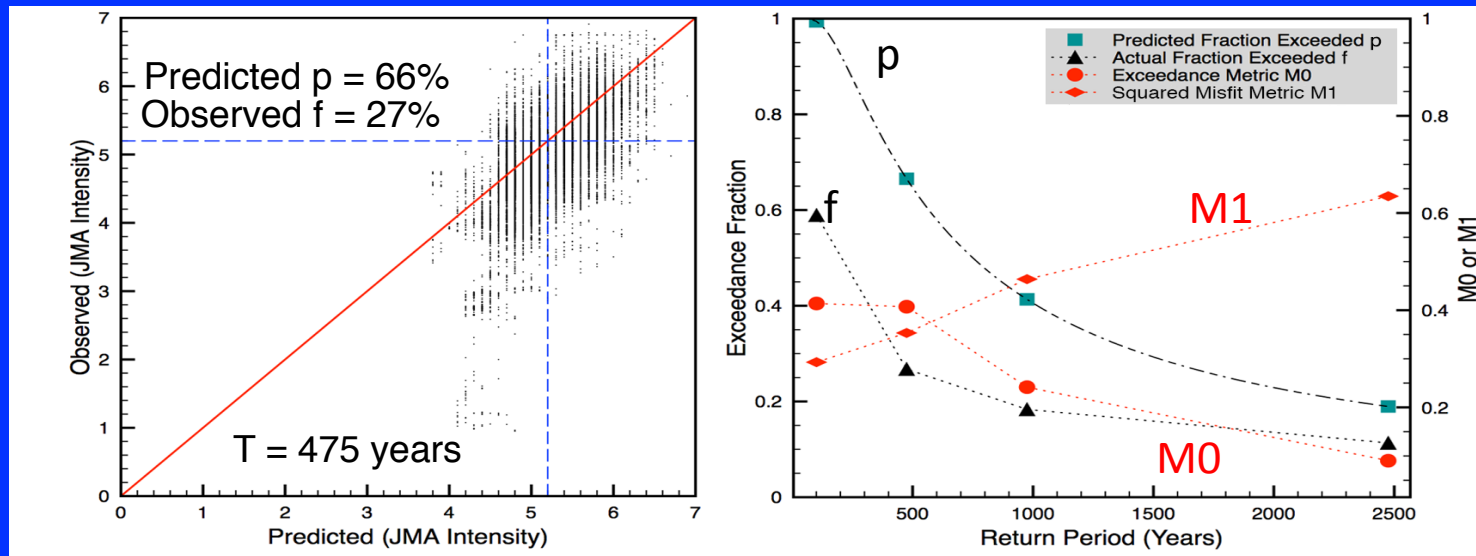 Predicted p = 66%
Observed f = 27%
T = 475 years
Observed (JMA Intensity)
7
6
5
4
3
2
1
0
0 1 2 3 4 5 6 7
Predicted (JMA Intensity)
Predicted Fraction Exceeded p
Actual Fraction Exceeded f
Exceedance Metric M0
Squared Misfit Metric M1
p
f
M1
M0
Exceedance Fraction
1
0.8
0.6
0.4
0.2
0
M0 or M1
1
0.8
0.6
0.4
0.2
500 1000 1500 2000 2500
Return Period (Years)